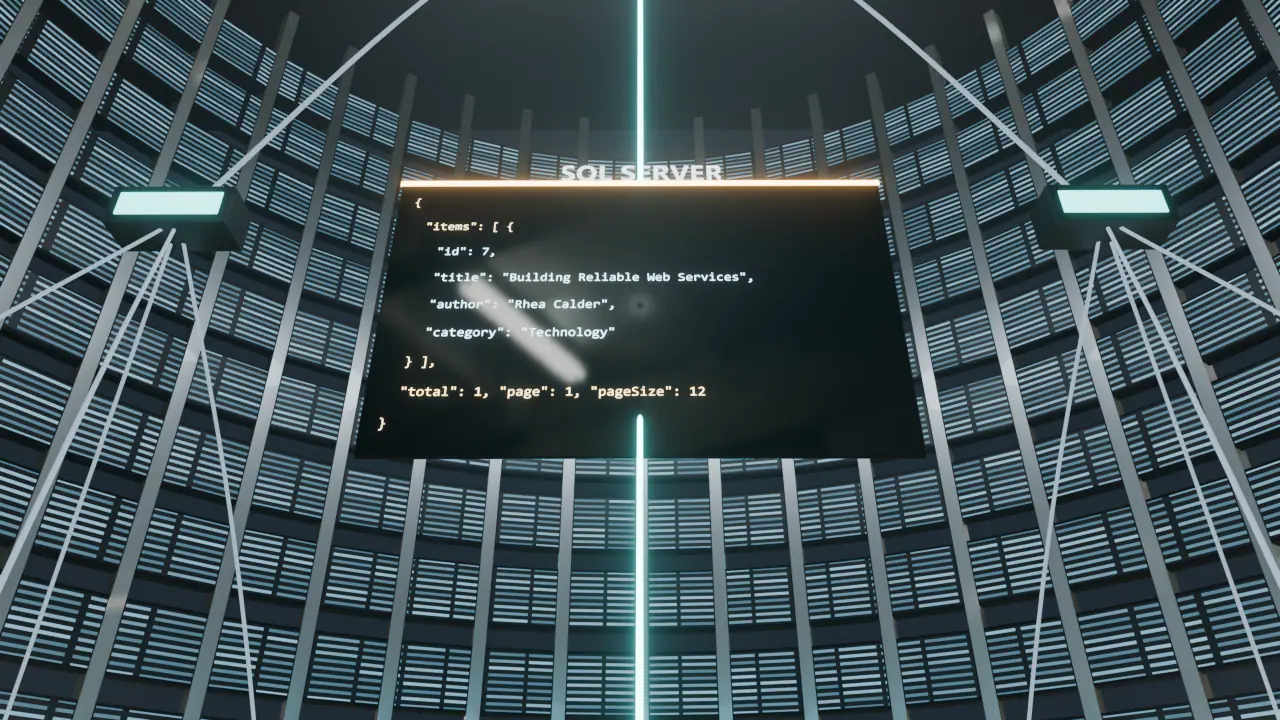 SQL SERVER
{
"items": [ {
"id": 7,
"title": "Building Reliable Web Services",
"author": "Rhea Calder",
"category": "Technology"
} ],
"total": 1, "page": 1, "pageSize": 12
}